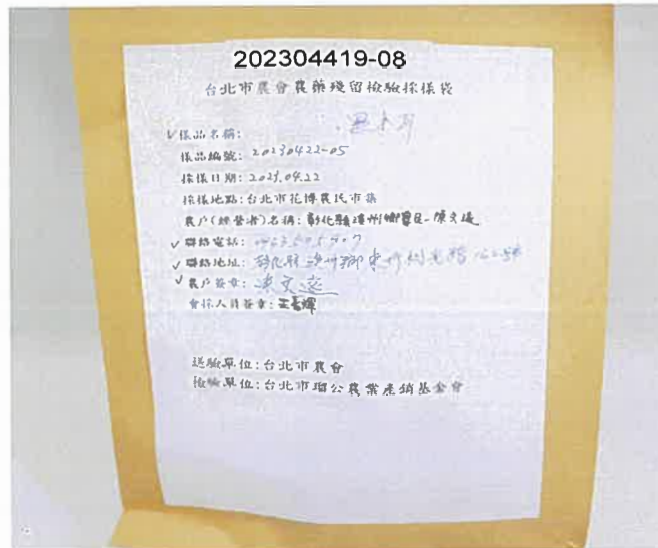 202304419-08
台北市農會農藥殘留檢驗採樣袋
✓樣品名稱: 黑木耳
樣品編號: 20230422-05
採樣日期: 2023.04.22
採樣地點:台北市花博農民市集
農戶(經營者)名稱:彰化縣埤州鄉農民-陳文遠
✓聯絡電話:
✓聯絡地址: 彰化縣
✓農戶簽章: 陳文遠
會採人員簽章:
送驗單位:台北市農會
檢驗單位:台北市瑠公農業產銷基金會